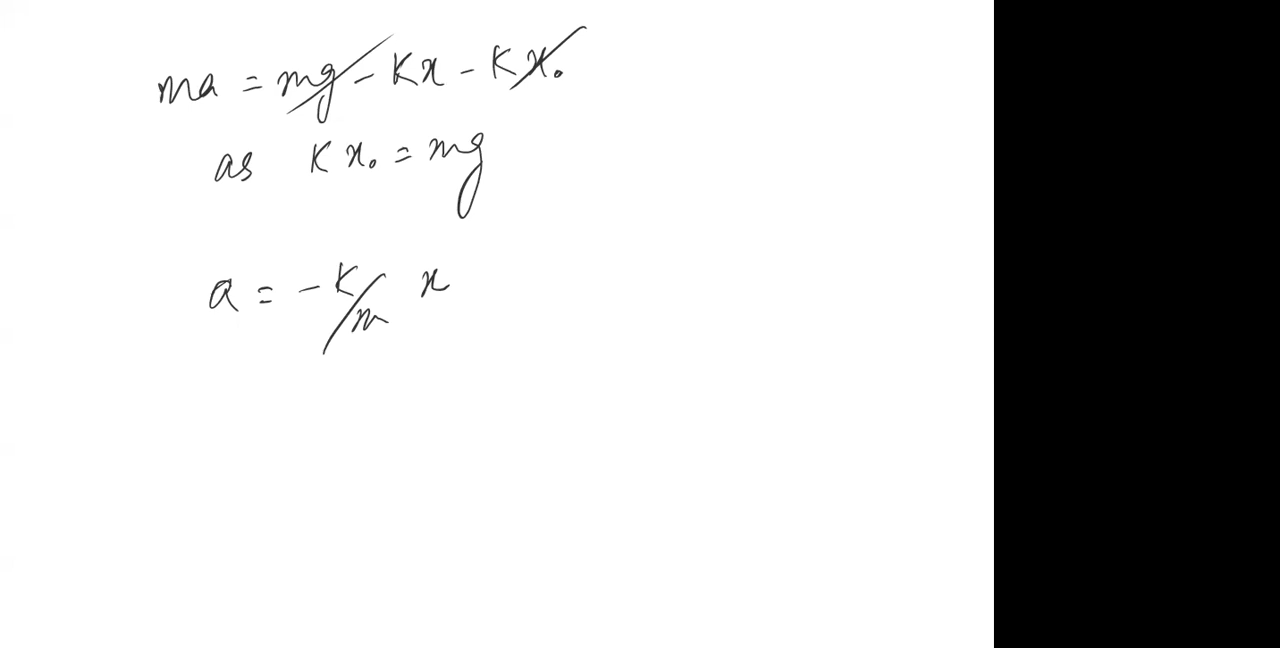 ma = mg - Kx - Kx₀
as Kx₀ = mg
a = -K/m x